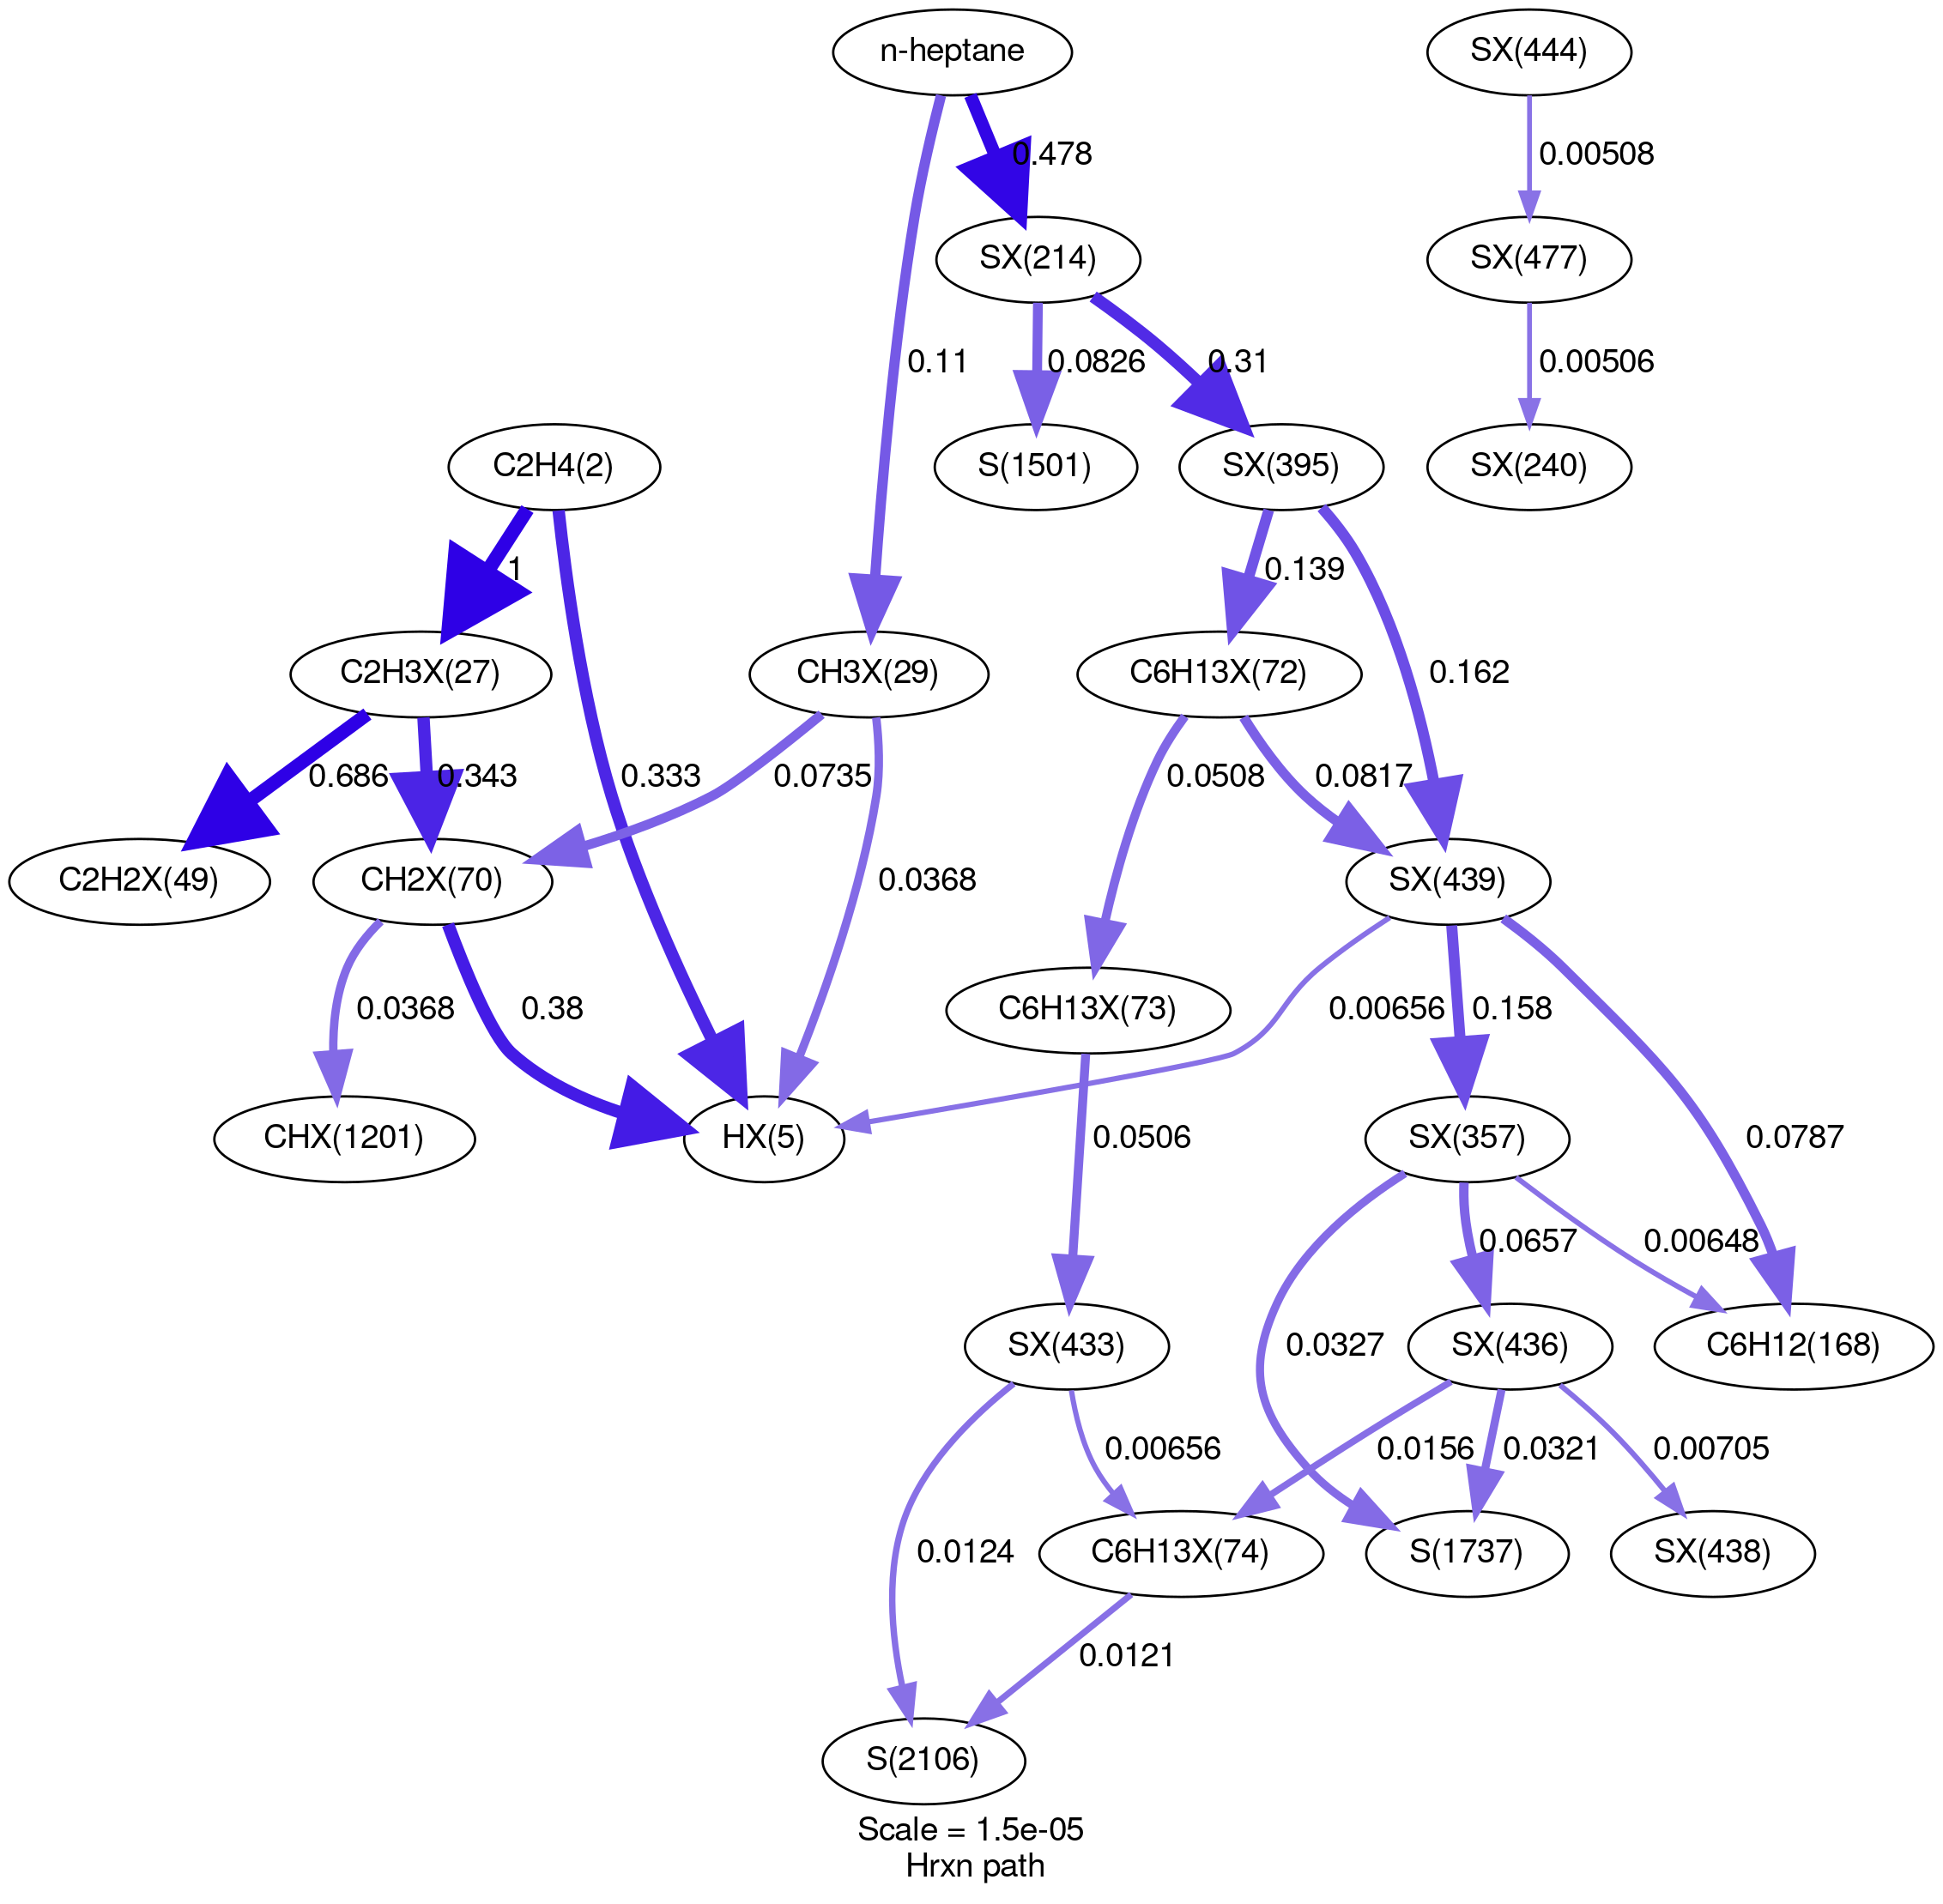 n-heptane
SX(444)
0.478
0.00508
SX(214)
SX(477)
0.11
0.0826
0.31
0.00506
C2H4(2)
S(1501)
SX(395)
SX(240)
1
0.139
C2H3X(27)
CH3X(29)
C6H13X(72)
0.162
0.686
0.343
0.333
0.0735
0.0508
0.0817
C2H2X(49)
CH2X(70)
0.0368
SX(439)
0.0368
0.38
C6H13X(73)
0.00656
0.158
CHX(1201)
HX(5)
0.0506
SX(357)
0.0787
0.0657
0.00648
SX(433)
0.0327
SX(436)
C6H12(168)
0.00656
0.0156
0.0321
0.00705
0.0124
C6H13X(74)
S(1737)
SX(438)
0.0121
S(2106)
Scale = 1.5e-05
Hrxn path